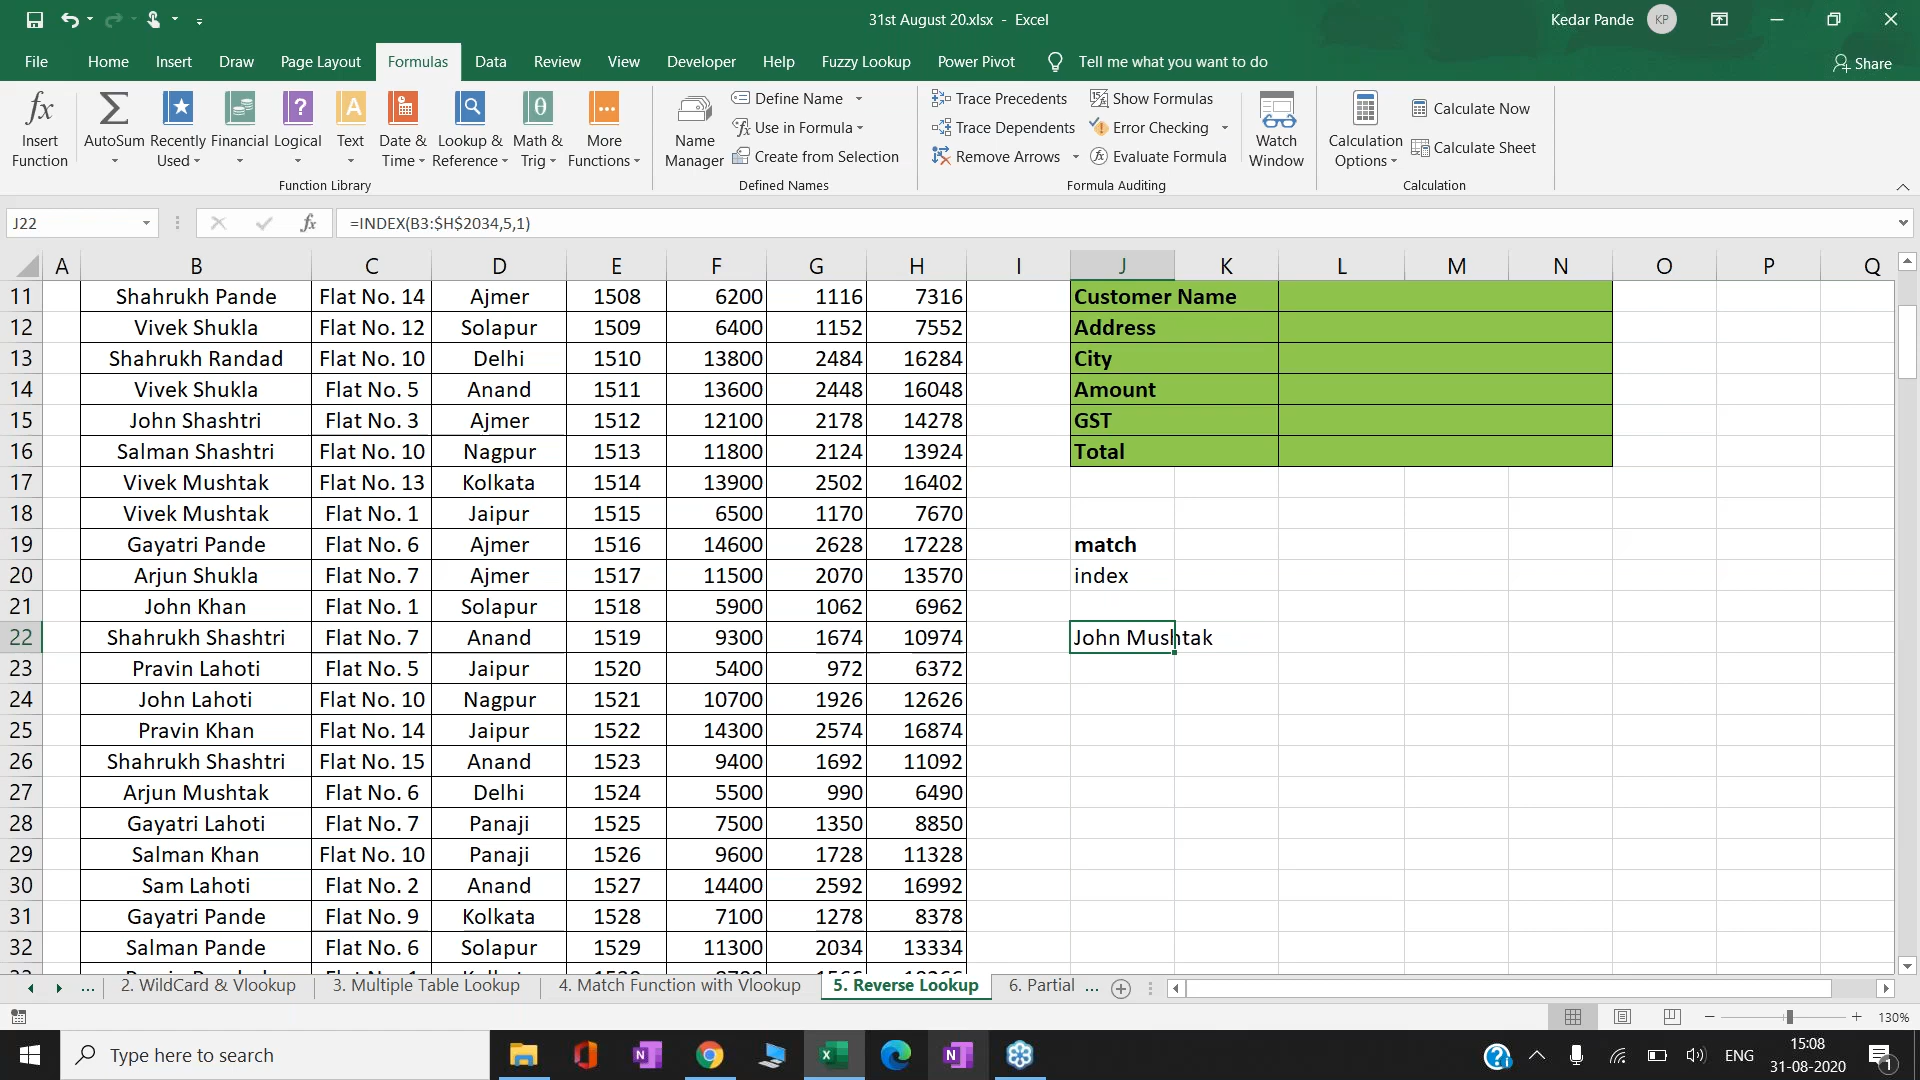 31st August 20.xlsx - Excel
Kedar Pande KP
File Home Insert Draw Page Layout Formulas Data Review View Developer Help Fuzzy Lookup Power Pivot Tell me what you want to do Share
Insert Function
AutoSum
Recently Used
Financial
Logical
Text
Date & Time
Lookup & Reference
Math & Trig
More Functions
Function Library
Name Manager
Define Name
Use in Formula
Create from Selection
Defined Names
Trace Precedents
Trace Dependents
Remove Arrows
Show Formulas
Error Checking
Evaluate Formula
Formula Auditing
Watch Window
Calculation Options
Calculate Now
Calculate Sheet
Calculation
J22 fx =INDEX(B3:$H$2034,5,1)
A B C D E F G H I J K L M N O P Q
11 Shahrukh Pande Flat No. 14 Ajmer 1508 6200 1116 7316 Customer Name
12 Vivek Shukla Flat No. 12 Solapur 1509 6400 1152 7552 Address
13 Shahrukh Randad Flat No. 10 Delhi 1510 13800 2484 16284 City
14 Vivek Shukla Flat No. 5 Anand 1511 13600 2448 16048 Amount
15 John Shashtri Flat No. 3 Ajmer 1512 12100 2178 14278 GST
16 Salman Shashtri Flat No. 10 Nagpur 1513 11800 2124 13924 Total
17 Vivek Mushtak Flat No. 13 Kolkata 1514 13900 2502 16402
18 Vivek Mushtak Flat No. 1 Jaipur 1515 6500 1170 7670
19 Gayatri Pande Flat No. 6 Ajmer 1516 14600 2628 17228 match
20 Arjun Shukla Flat No. 7 Ajmer 1517 11500 2070 13570 index
21 John Khan Flat No. 1 Solapur 1518 5900 1062 6962
22 Shahrukh Shashtri Flat No. 7 Anand 1519 9300 1674 10974 John Mushtak
23 Pravin Lahoti Flat No. 5 Jaipur 1520 5400 972 6372
24 John Lahoti Flat No. 10 Nagpur 1521 10700 1926 12626
25 Pravin Khan Flat No. 14 Jaipur 1522 14300 2574 16874
26 Shahrukh Shashtri Flat No. 15 Anand 1523 9400 1692 11092
27 Arjun Mushtak Flat No. 6 Delhi 1524 5500 990 6490
28 Gayatri Lahoti Flat No. 7 Panaji 1525 7500 1350 8850
29 Salman Khan Flat No. 10 Panaji 1526 9600 1728 11328
30 Sam Lahoti Flat No. 2 Anand 1527 14400 2592 16992
31 Gayatri Pande Flat No. 9 Kolkata 1528 7100 1278 8378
32 Salman Pande Flat No. 6 Solapur 1529 11300 2034 13334
... 2. WildCard & Vlookup 3. Multiple Table Lookup 4. Match Function with Vlookup 5. Reverse Lookup 6. Partial ...
130%
Type here to search
ENG
15:08
31-08-2020
1